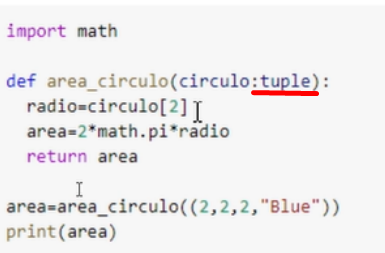 import math
def area_circulo(circulo:tuple):
radio=circulo[2]
area=2*math.pi*radio
return area
area=area_circulo((2,2,2,"Blue"))
print(area)